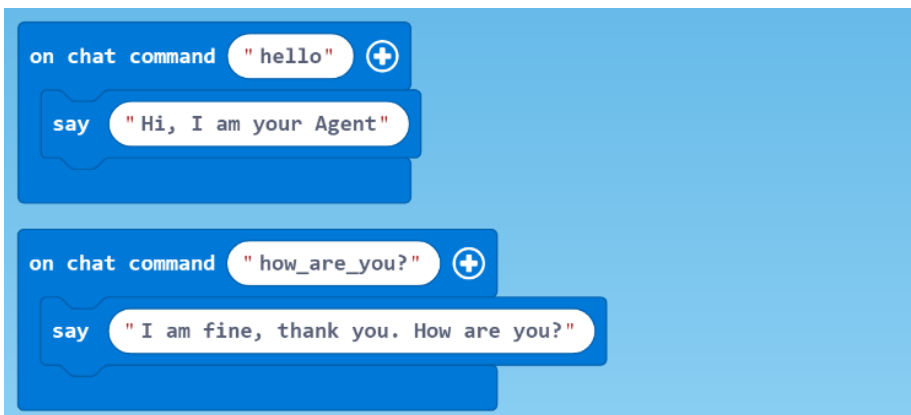 on chat command "hello"
say "Hi, I am your Agent"
on chat command "how_are_you?"
say "I am fine, thank you. How are you?"